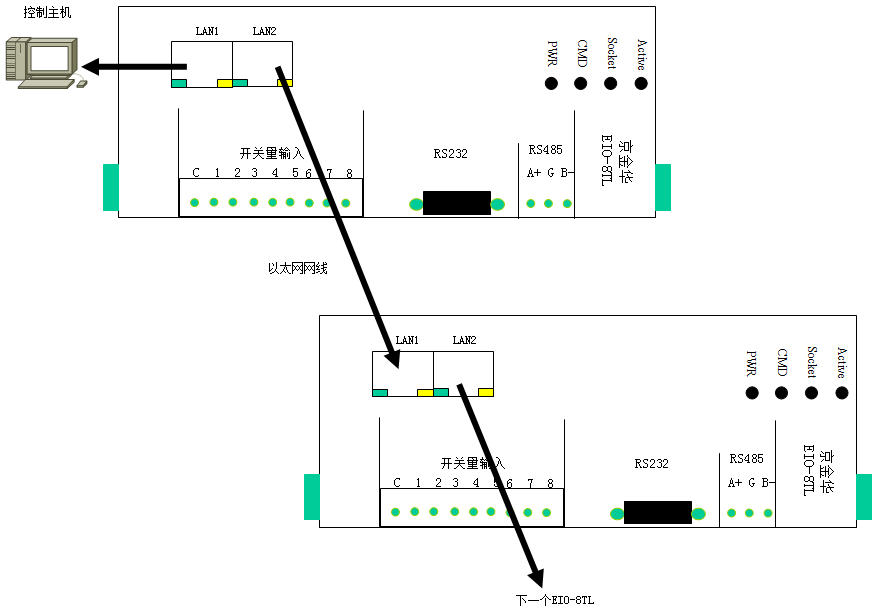 控制主机
LAN1 LAN2
PWR CMD Socket Active
开关量输入
C 1 2 3 4 5 6 7 8
RS232
RS485
A+ G B-
京金华
EIO-8TL
以太网网线
LAN1 LAN2
PWR CMD Socket Active
开关量输入
C 1 2 3 4 5 6 7 8
RS232
RS485
A+ G B-
京金华
EIO-8TL
下一个EIO-8TL